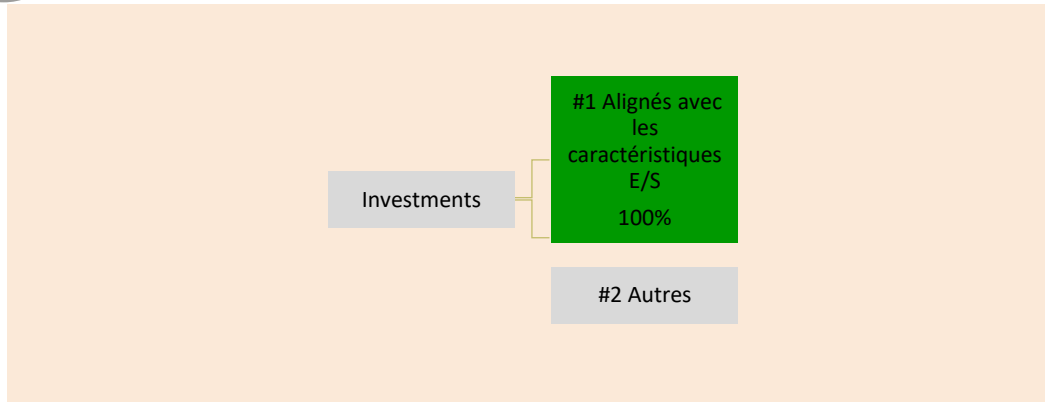 Investments
#1 Alignés avec
les
caractéristiques
E/S
100%
#2 Autres